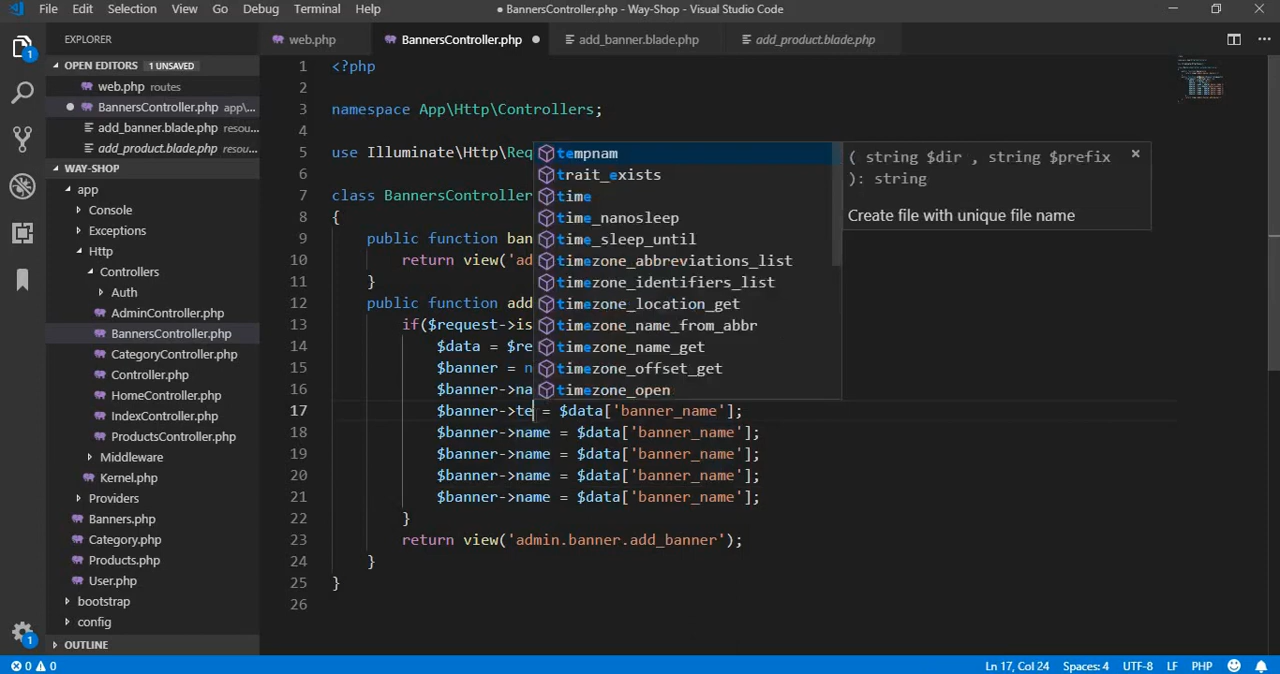 File Edit Selection View Go Debug Terminal Help
● BannersController.php - Way-Shop - Visual Studio Code
EXPLORER
web.php
BannersController.php ●
add_banner.blade.php
add_product.blade.php
1
OPEN EDITORS 1 UNSAVED
web.php routes
● BannersController.php app\...
add_banner.blade.php resou...
add_product.blade.php resou...
WAY-SHOP
app
Console
Exceptions
Http
Controllers
Auth
AdminController.php
BannersController.php
CategoryController.php
Controller.php
HomeController.php
IndexController.php
ProductsController.php
Middleware
Kernel.php
Providers
Banners.php
Category.php
Products.php
User.php
bootstrap
config
OUTLINE
1 <?php
2
3 namespace App\Http\Controllers;
4
5 use Illuminate\Http\Req
6
7 class BannersController
8 {
9 public function ban
10 return view('ad
11 }
12 public function add
13 if($request->is
14 $data = $re
15 $banner = n
16 $banner->na
17 $banner->te = $data['banner_name'];
18 $banner->name = $data['banner_name'];
19 $banner->name = $data['banner_name'];
20 $banner->name = $data['banner_name'];
21 $banner->name = $data['banner_name'];
22 }
23 return view('admin.banner.add_banner');
24 }
25 }
26
tempnam
trait_exists
time
time_nanosleep
time_sleep_until
timezone_abbreviations_list
timezone_identifiers_list
timezone_location_get
timezone_name_from_abbr
timezone_name_get
timezone_offset_get
timezone_open
( string $dir , string $prefix
): string
Create file with unique file name
1
0 0
Ln 17, Col 24 Spaces: 4 UTF-8 LF PHP